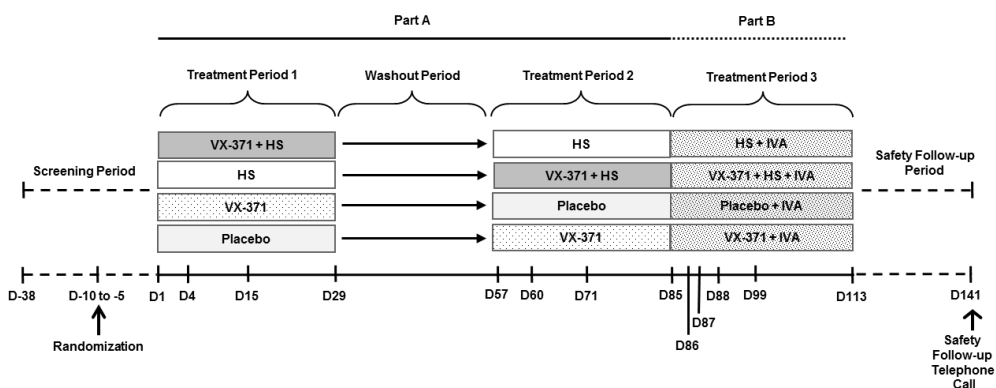 Part A
Part B
Treatment Period 1
Washout Period
Treatment Period 2
Treatment Period 3
VX-371 + HS
HS
HS + IVA
Screening Period
HS
VX-371 + HS
VX-371 + HS + IVA
Safety Follow-up
Period
VX-371
Placebo
Placebo + IVA
Placebo
VX-371
VX-371 + IVA
D-38
D-10 to -5
D1
D4
D15
D29
D57
D60
D71
D85
D86
D87
D88
D99
D113
D141
Randomization
Safety
Follow-up
Telephone
Call